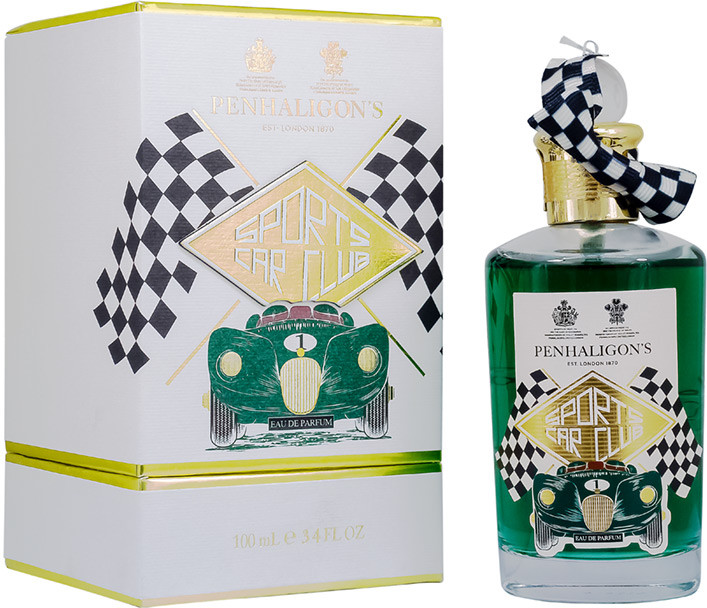 PENHALIGON'S
EST. LONDON 1870
SPORTS
CAR CLUB
1
EAU DE PARFUM
100 mL ℮ 3.4 FL OZ
PENHALIGON'S
EST. LONDON 1870
SPORTS
CAR CLUB
1
EAU DE PARFUM